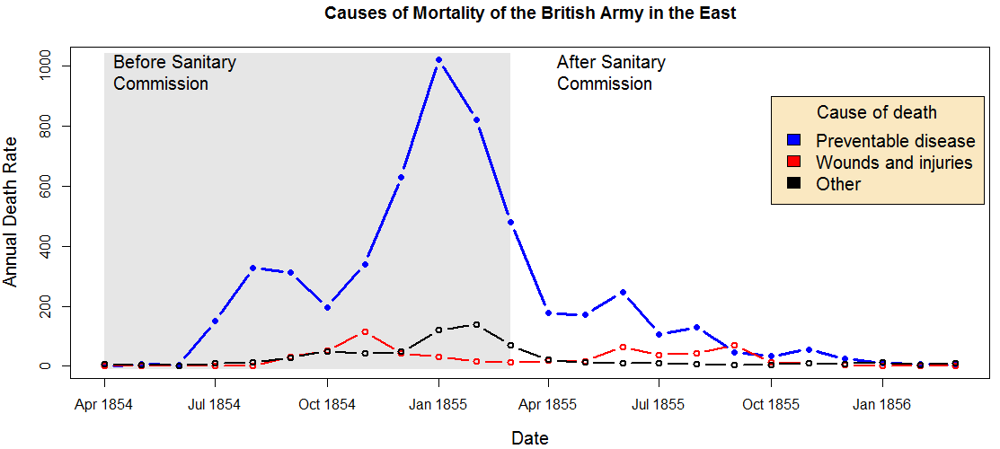 Causes of Mortality of the British Army in the East
Before Sanitary
Commission
After Sanitary
Commission
Cause of death
Preventable disease
Wounds and injuries
Other
Annual Death Rate
1000
800
600
400
200
0
Apr 1854
Jul 1854
Oct 1854
Jan 1855
Apr 1855
Jul 1855
Oct 1855
Jan 1856
Date